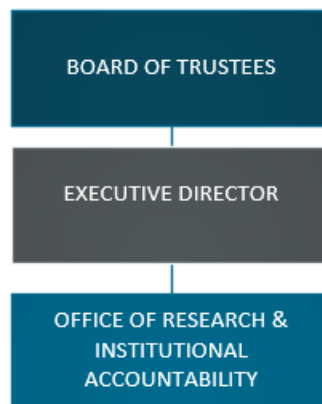 BOARD OF TRUSTEES
EXECUTIVE DIRECTOR
OFFICE OF RESEARCH &
INSTITUTIONAL
ACCOUNTABILITY